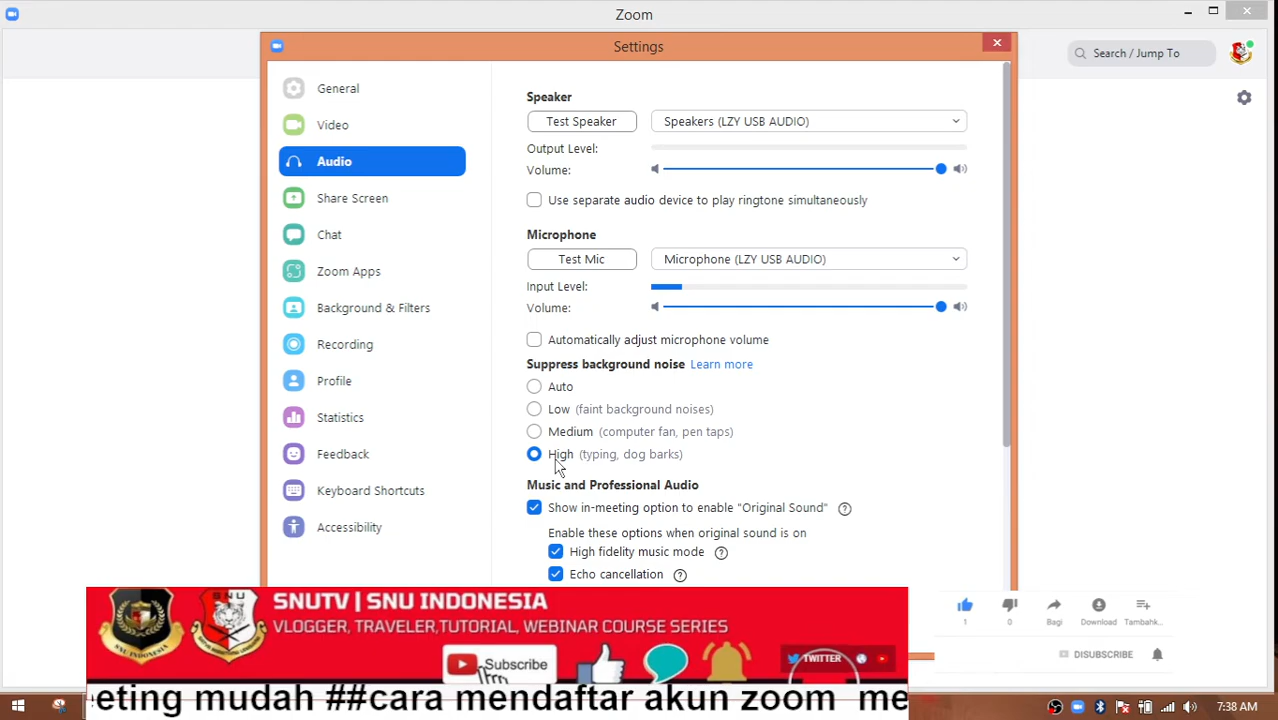 Zoom
Settings
Search / Jump To
General
Video
Audio
Share Screen
Chat
Zoom Apps
Background & Filters
Recording
Profile
Statistics
Feedback
Keyboard Shortcuts
Accessibility
Speaker
Test Speaker
Speakers (LZY USB AUDIO)
Output Level:
Volume:
Use separate audio device to play ringtone simultaneously
Microphone
Test Mic
Microphone (LZY USB AUDIO)
Input Level:
Volume:
Automatically adjust microphone volume
Suppress background noise Learn more
Auto
Low (faint background noises)
Medium (computer fan, pen taps)
High (typing, dog barks)
Music and Professional Audio
Show in-meeting option to enable "Original Sound"
Enable these options when original sound is on
High fidelity music mode
Echo cancellation
SNUTV | SNU INDONESIA
VLOGGER, TRAVELER,TUTORIAL, WEBINAR COURSE SERIES
Subscribe
TWITTER
1
0
Bagi
Download
Tambahk...
DISUBSCRIBE
eting mudah ##cara mendaftar akun zoom me
7:38 AM